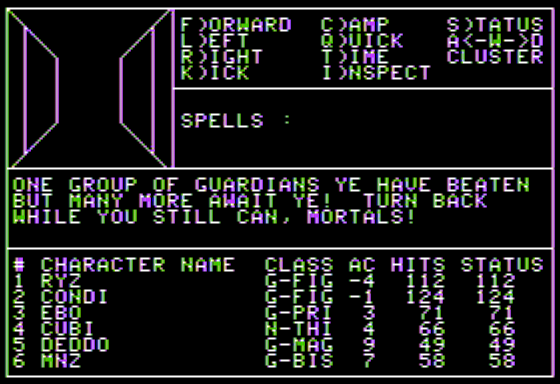 F)ORWARD C)AMP S)TATUS
L)EFT Q)UICK A<-W->D
R)IGHT T)IME CLUSTER
K)ICK I)NSPECT
SPELLS :
ONE GROUP OF GUARDIANS YE HAVE BEATEN
BUT MANY MORE AWAIT YE! TURN BACK
WHILE YOU STILL CAN, MORTALS!
# CHARACTER NAME CLASS AC HITS STATUS
1 RYZ G-FIG -4 112 112
2 CONDI G-FIG -1 124 124
3 EBO G-PRI 3 71 71
4 CUBI N-THI 4 66 66
5 DEDDO G-MAG 9 49 49
6 MNZ G-BIS 7 58 58